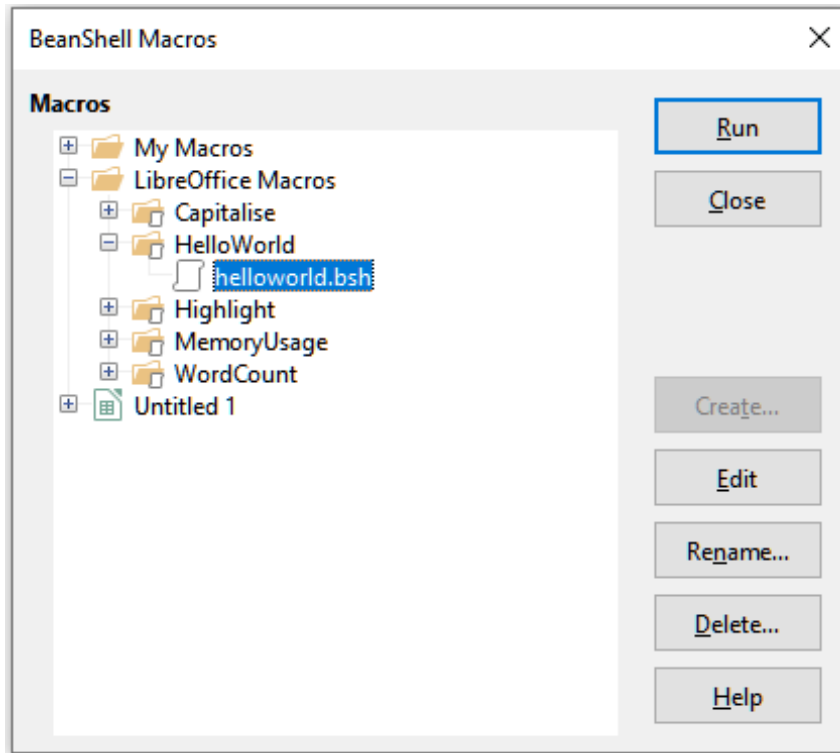 BeanShell Macros
Macros
My Macros
LibreOffice Macros
Capitalise
HelloWorld
helloworld.bsh
Highlight
MemoryUsage
WordCount
Untitled 1
Run
Close
Create...
Edit
Rename...
Delete...
Help